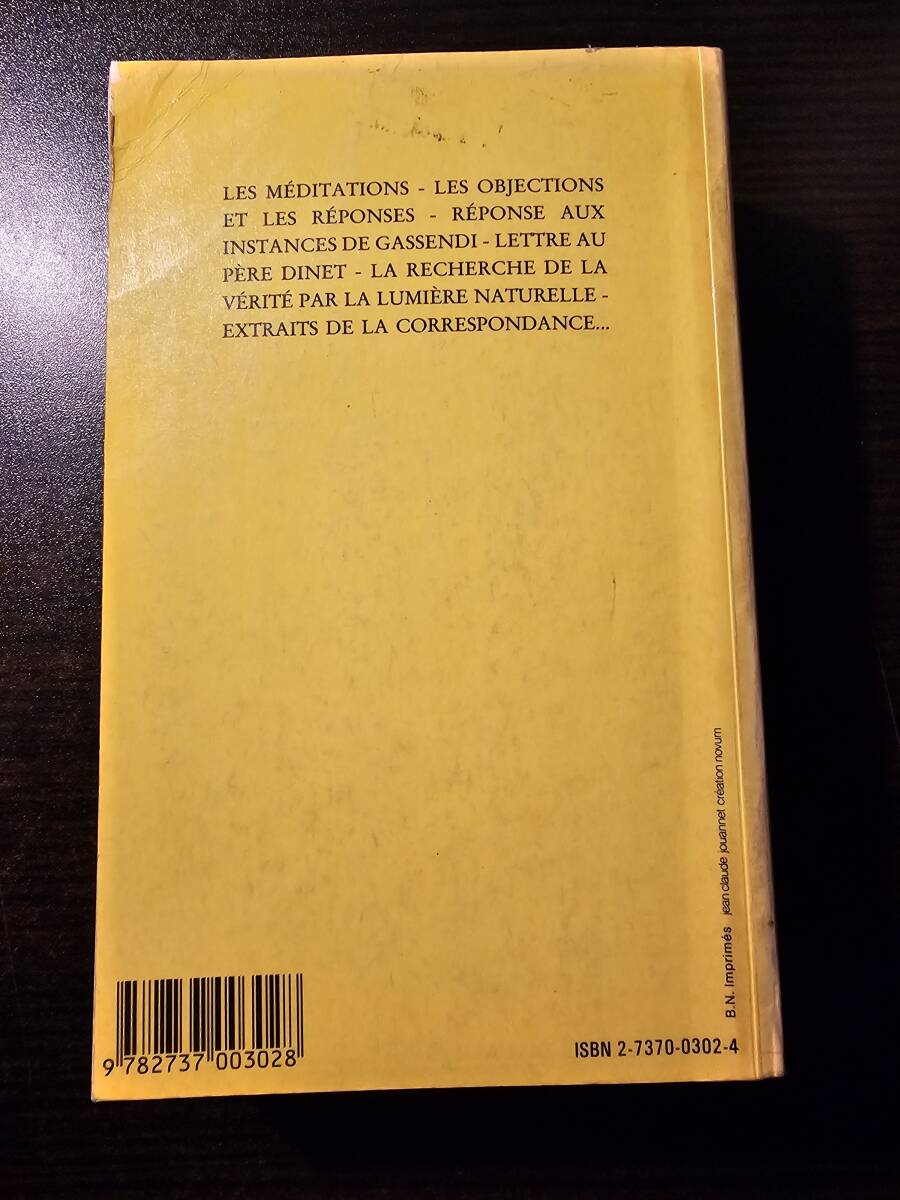 LES MÉDITATIONS - LES OBJECTIONS
ET LES RÉPONSES - RÉPONSE AUX
INSTANCES DE GASSENDI - LETTRE AU
PÈRE DINET - LA RECHERCHE DE LA
VÉRITÉ PAR LA LUMIÈRE NATURELLE -
EXTRAITS DE LA CORRESPONDANCE...
B.N. Imprimés jean claude jouannet création novum
9 782737 003028
ISBN 2-7370-0302-4